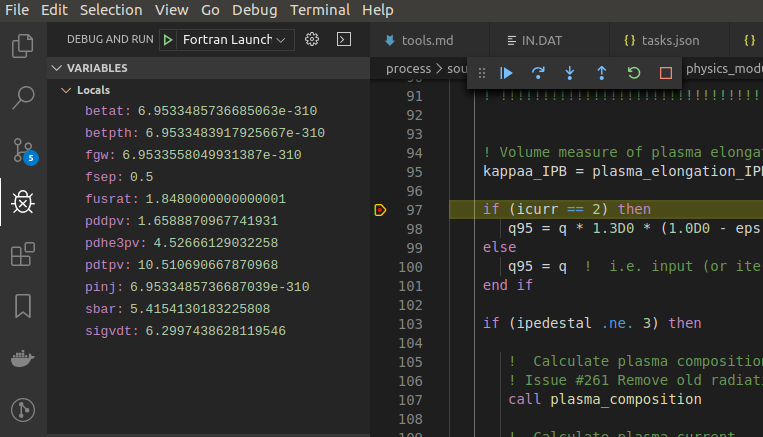 File Edit Selection View Go Debug Terminal Help
DEBUG AND RUN Fortran Launch
tools.md IN.DAT tasks.json
process > sou physics_modu
VARIABLES
Locals
betat: 6.9533485736685063e-310
betpth: 6.9533483917925667e-310
fgw: 6.9533558049931387e-310
fsep: 0.5
fusrat: 1.8480000000000001
pddpv: 1.6588870967741931
pdhe3pv: 4.52666129032258
pdtpv: 10.510690667870968
pinj: 6.9533485736687039e-310
sbar: 5.4154130183225808
sigvdt: 6.2997438628119546
5
91
92
93
94 ! Volume measure of plasma elonga
95 kappaa_IPB = plasma_elongation_IPB
96
97 if (icurr == 2) then
98 q95 = q * 1.3D0 * (1.0D0 - eps
99 else
100 q95 = q ! i.e. input (or ite
101 end if
102
103 if (ipedestal .ne. 3) then
104
105 ! Calculate plasma composition
106 ! Issue #261 Remove old radiati
107 call plasma_composition
108
109 ! Calculate plasma current